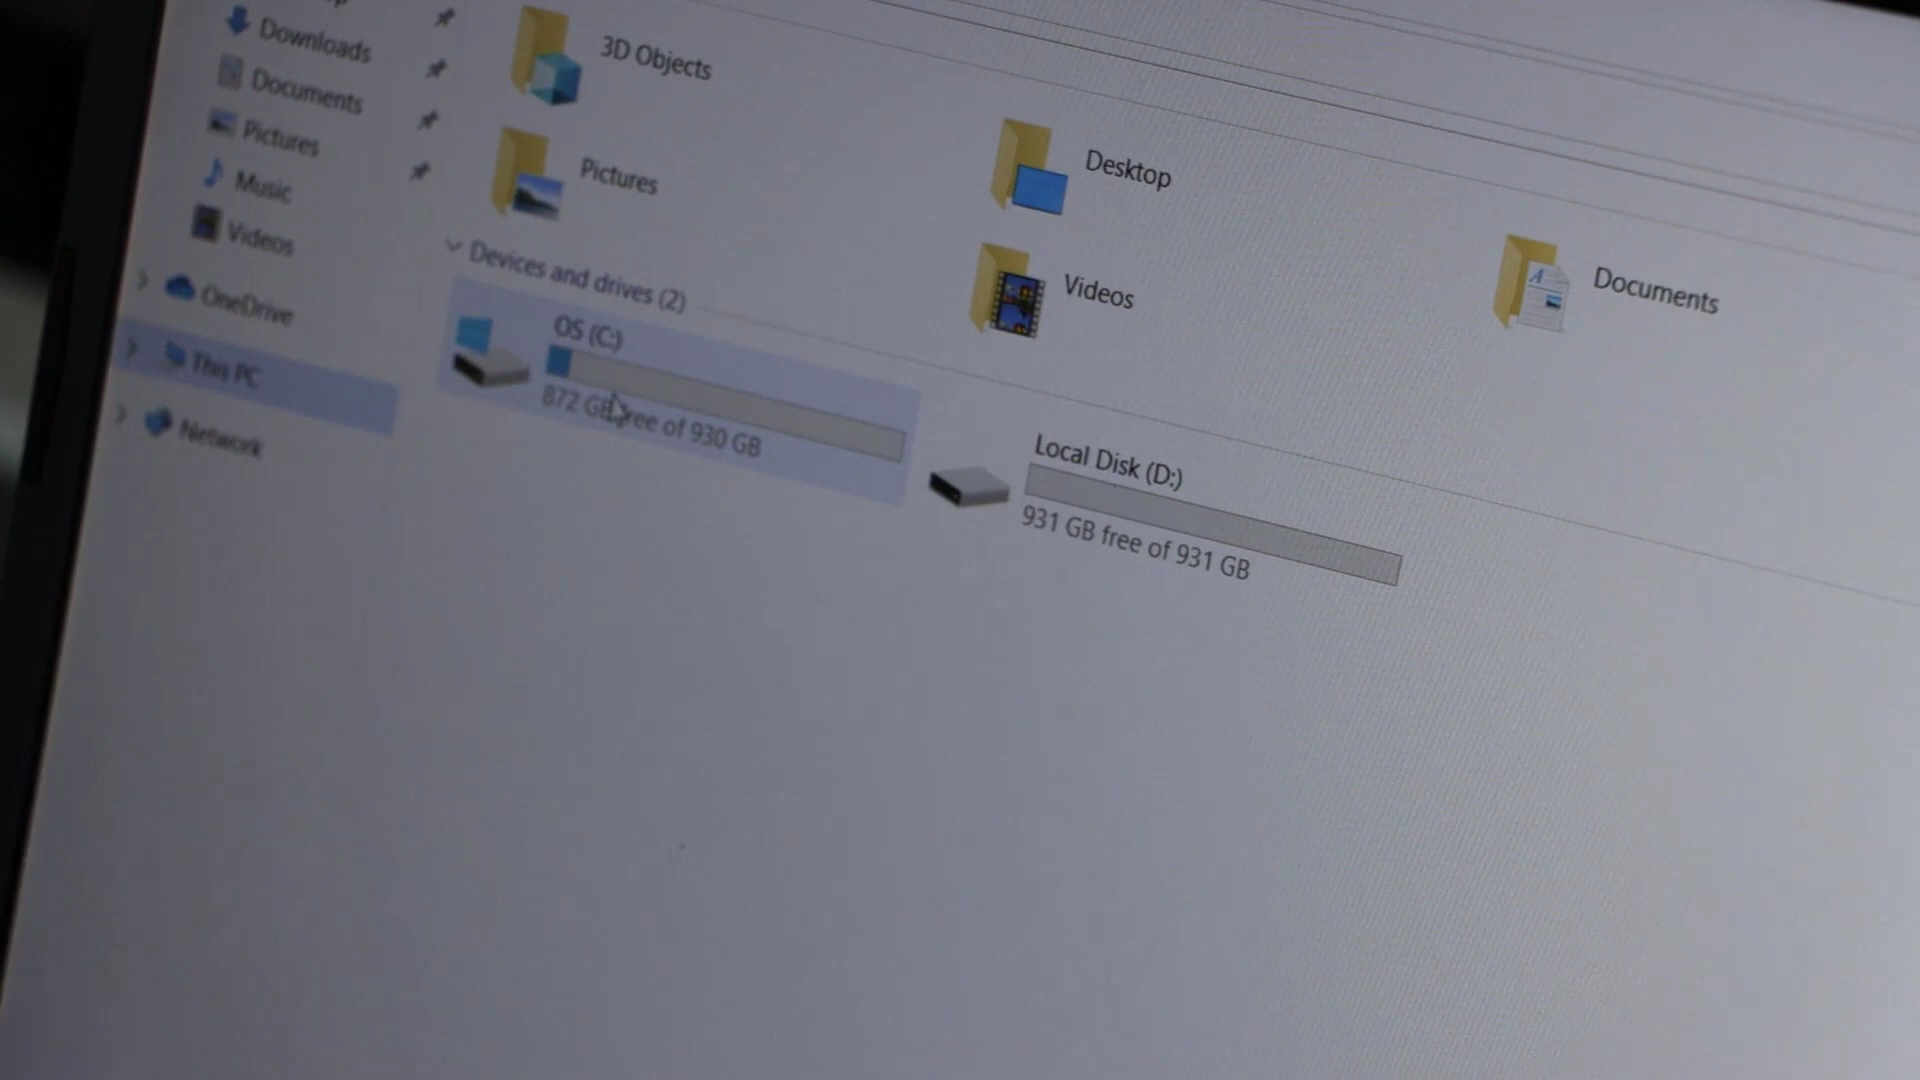 Downloads
Documents
Pictures
Music
Videos
OneDrive
This PC
Network
3D Objects
Desktop
Documents
Pictures
Videos
Devices and drives (2)
OS (C:)
872 GB free of 930 GB
Local Disk (D:)
931 GB free of 931 GB